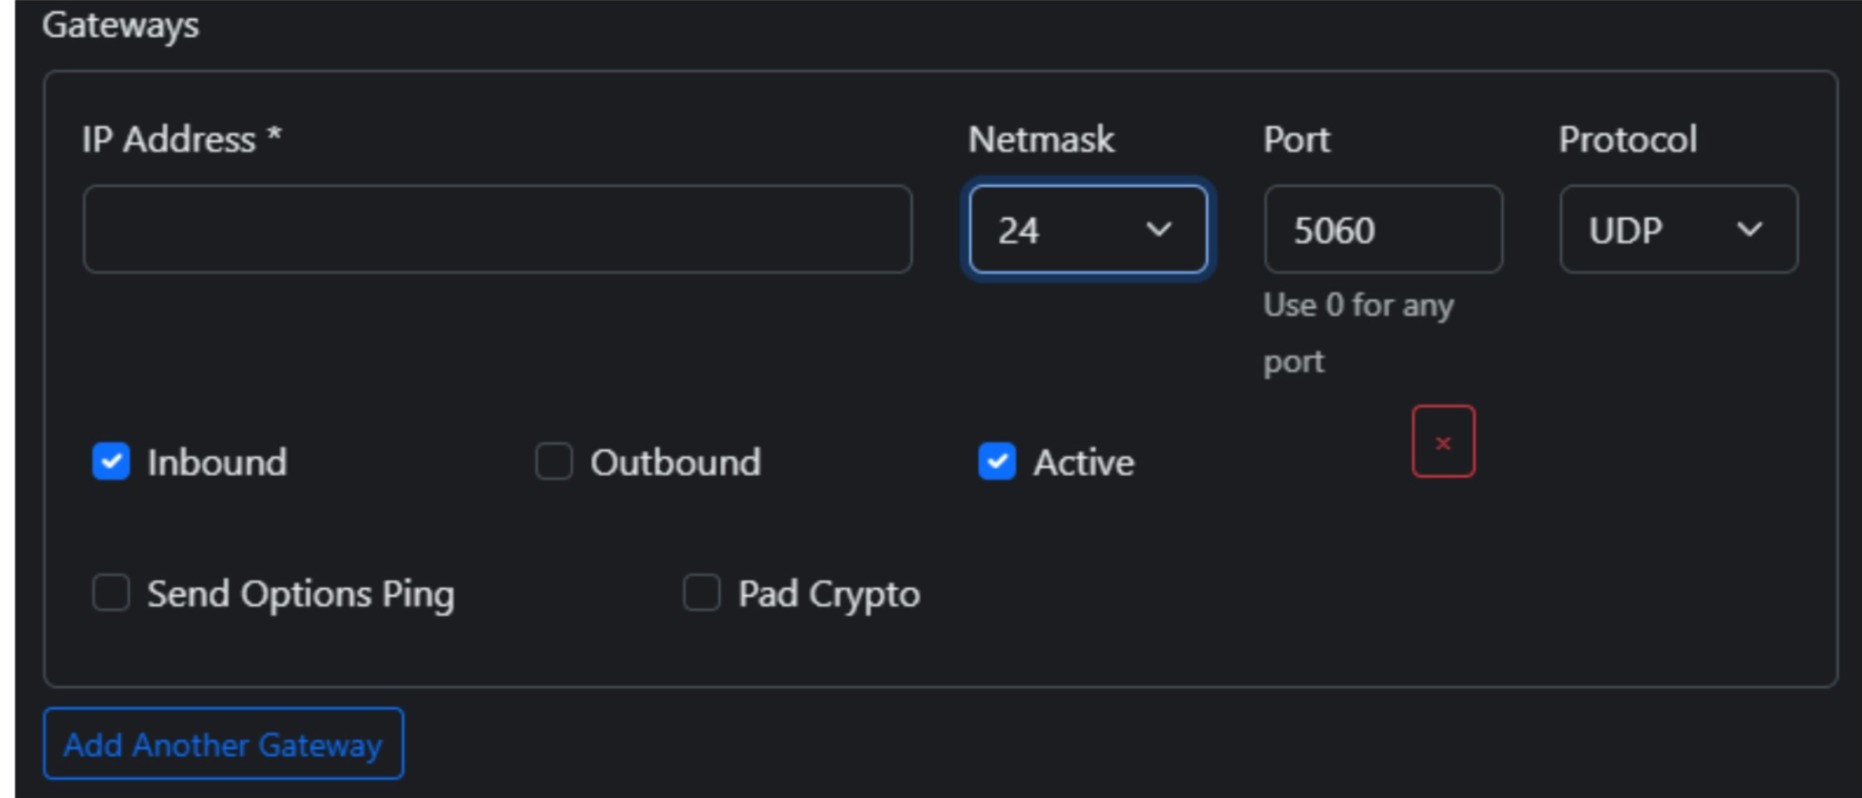 Gateways
IP Address * Netmask Port Protocol
24 5060 UDP
Use 0 for any
port
Inbound Outbound Active ×
Send Options Ping Pad Crypto
Add Another Gateway